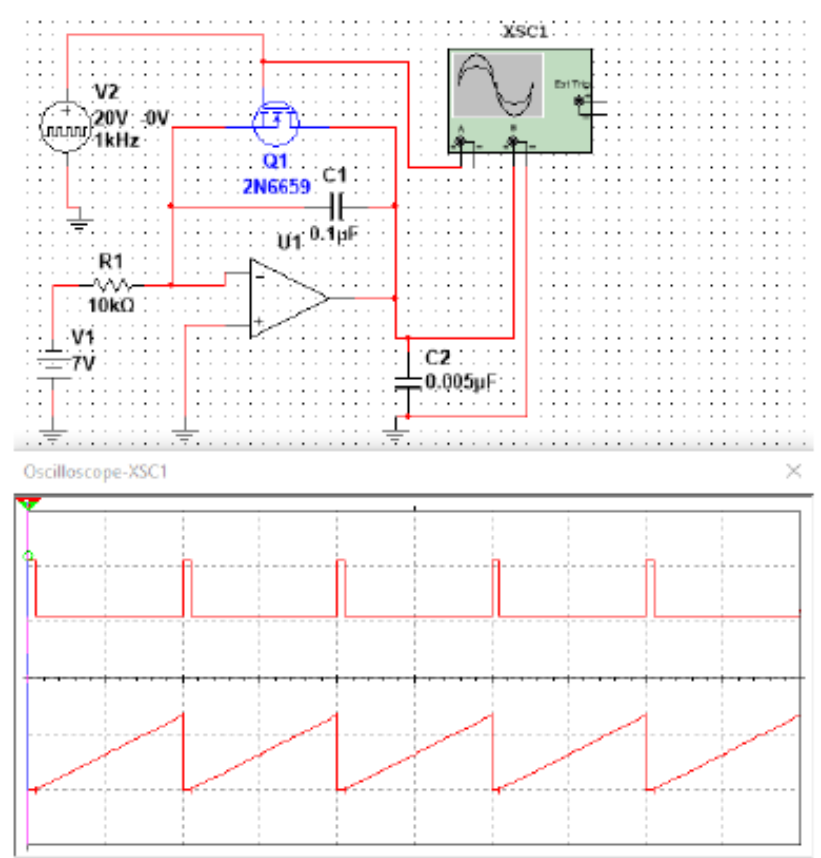 XSC1
Ext Trig
V2
20V -0V
1kHz
A
B
Q1
2N6659
C1
0.1µF
U1
R1
10kΩ
V1
7V
C2
0.005µF
Oscilloscope-XSC1